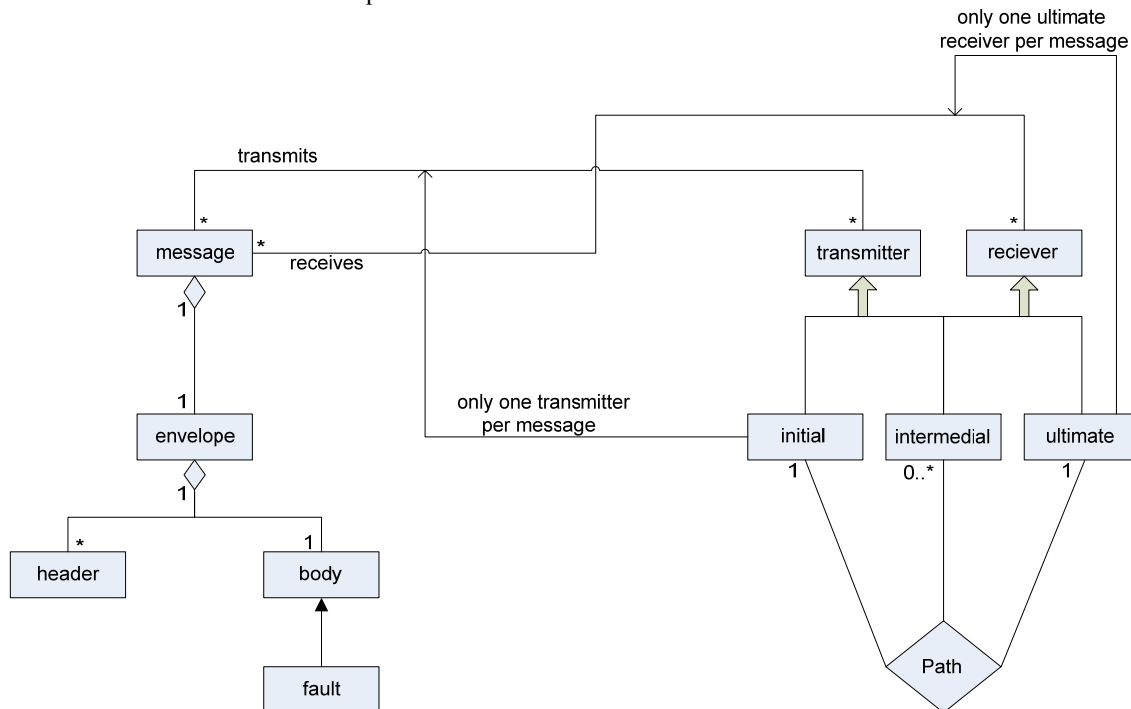 only one ultimate
receiver per message
transmits
*
*
*
message
*
receives
transmitter
reciever
1
1
only one transmitter
per message
envelope
initial
intermedial
ultimate
1
1
0..*
1
*
1
header
body
fault
Path